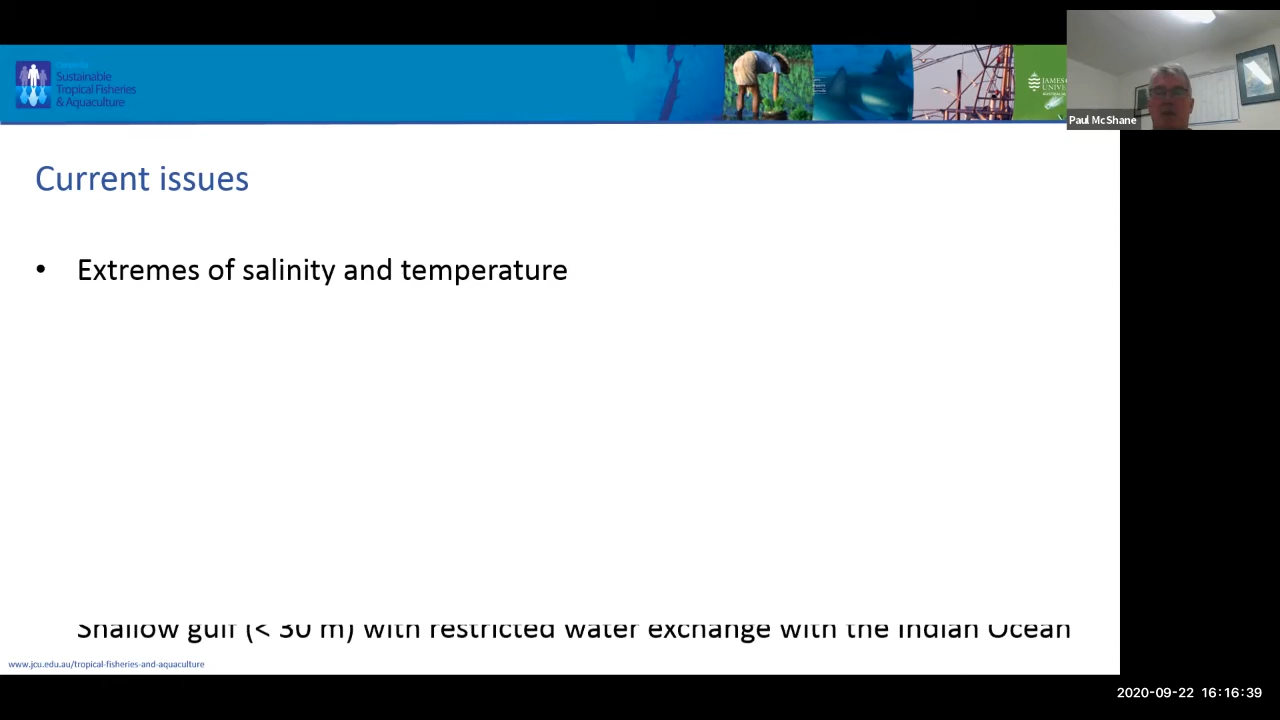 Centre for
Sustainable
Tropical Fisheries
& Aquaculture
Paul McShane
Current issues
• Extremes of salinity and temperature
Shallow gulf (< 30 m) with restricted water exchange with the Indian Ocean
www.jcu.edu.au/tropical-fisheries-and-aquaculture
2020-09-22 16:16:39